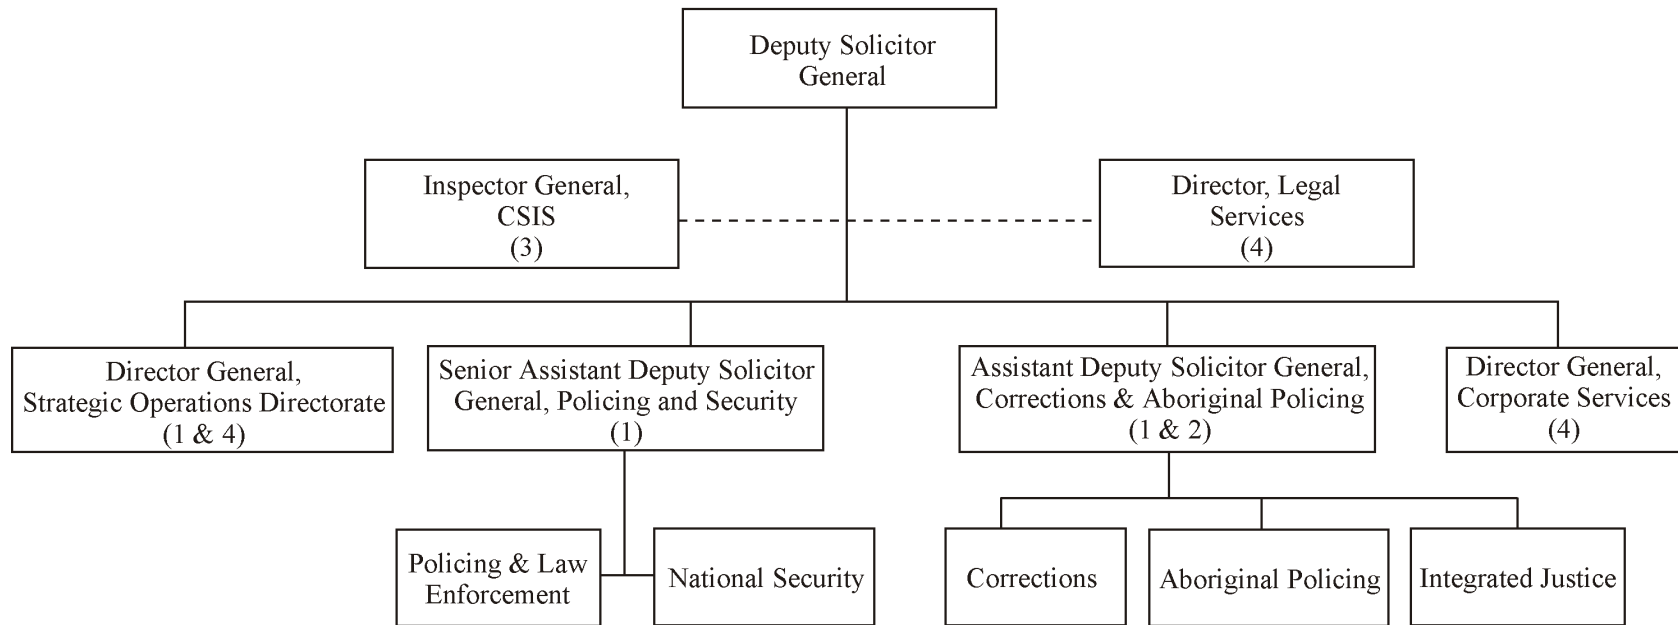 Deputy Solicitor
General
Inspector General,
CSIS
(3)
Director, Legal
Services
(4)
Director General,
Strategic Operations Directorate
(1 & 4)
Senior Assistant Deputy Solicitor
General, Policing and Security
(1)
Assistant Deputy Solicitor General,
Corrections & Aboriginal Policing
(1 & 2)
Director General,
Corporate Services
(4)
Policing & Law
Enforcement
National Security
Corrections
Aboriginal Policing
Integrated Justice